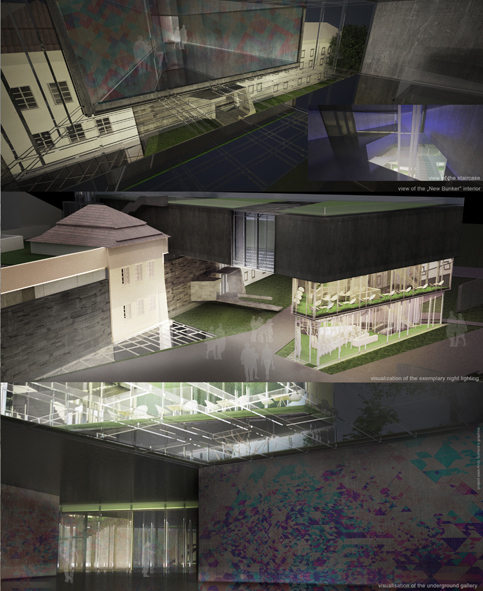 view of the staircase
view of the „New Bunker" interior
visualization of the exemplary night lighting
visualisation of the underground gallery